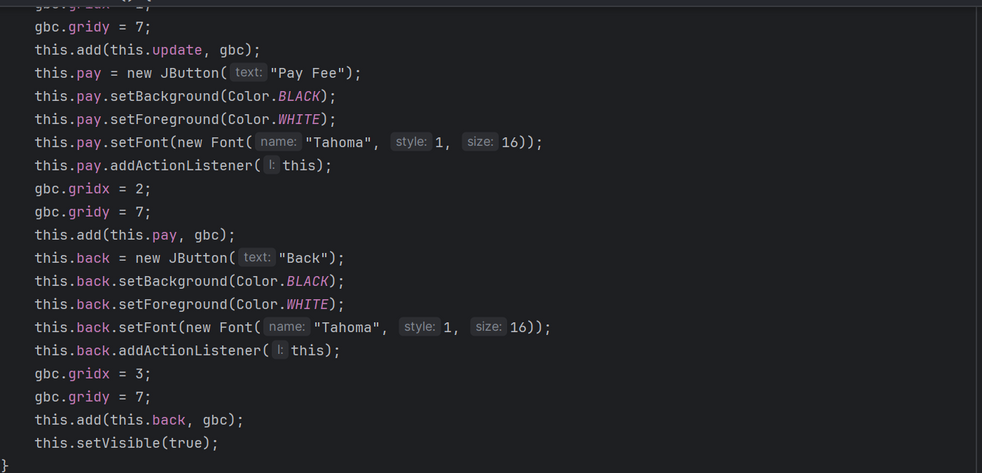 gbc.gridy = 7;
this.add(this.update, gbc);
this.pay = new JButton( text: "Pay Fee");
this.pay.setBackground(Color.BLACK);
this.pay.setForeground(Color.WHITE);
this.pay.setFont(new Font( name: "Tahoma", style: 1, size: 16));
this.pay.addActionListener( l: this);
gbc.gridx = 2;
gbc.gridy = 7;
this.add(this.pay, gbc);
this.back = new JButton( text: "Back");
this.back.setBackground(Color.BLACK);
this.back.setForeground(Color.WHITE);
this.back.setFont(new Font( name: "Tahoma", style: 1, size: 16));
this.back.addActionListener( l: this);
gbc.gridx = 3;
gbc.gridy = 7;
this.add(this.back, gbc);
this.setVisible(true);
}